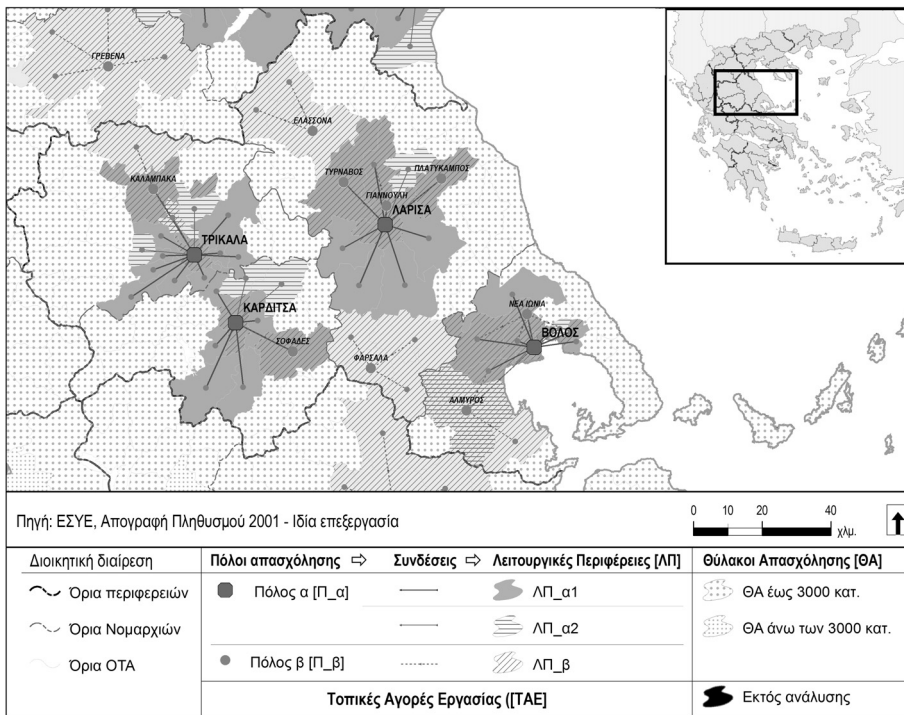 ΓΡΕΒΕΝΑ
ΕΛΑΣΣΟΝΑ
ΤΥΡΝΑΒΟΣ
ΠΛΑΤΥΚΑΜΠΟΣ
ΚΑΛΑΜΠΑΚΑ
ΓΙΑΝΝΟΥΛΗ
ΛΑΡΙΣΑ
ΤΡΙΚΑΛΑ
ΚΑΡΔΙΤΣΑ
ΝΕΑ ΙΩΝΙΑ
ΒΟΛΟΣ
ΣΟΦΑΔΕΣ
ΦΑΡΣΑΛΑ
ΑΛΜΥΡΟΣ
Πηγή: ΕΣΥΕ, Απογραφή Πληθυσμού 2001 - Ιδία επεξεργασία
0 10 20 40
χλμ.
Διοικητική διαίρεση
Όρια περιφερειών
Όρια Νομαρχιών
Όρια ΟΤΑ
Πόλοι απασχόλησης ⇨ Συνδέσεις ⇨ Λειτουργικές Περιφέρειες [ΛΠ]
Πόλος α [Π_α] ΛΠ_α1
ΛΠ_α2
Πόλος β [Π_β] ΛΠ_β
Τοπικές Αγορές Εργασίας ([ΤΑΕ]
Θύλακοι Απασχόλησης [ΘΑ]
ΘΑ έως 3000 κατ.
ΘΑ άνω των 3000 κατ.
Εκτός ανάλυσης